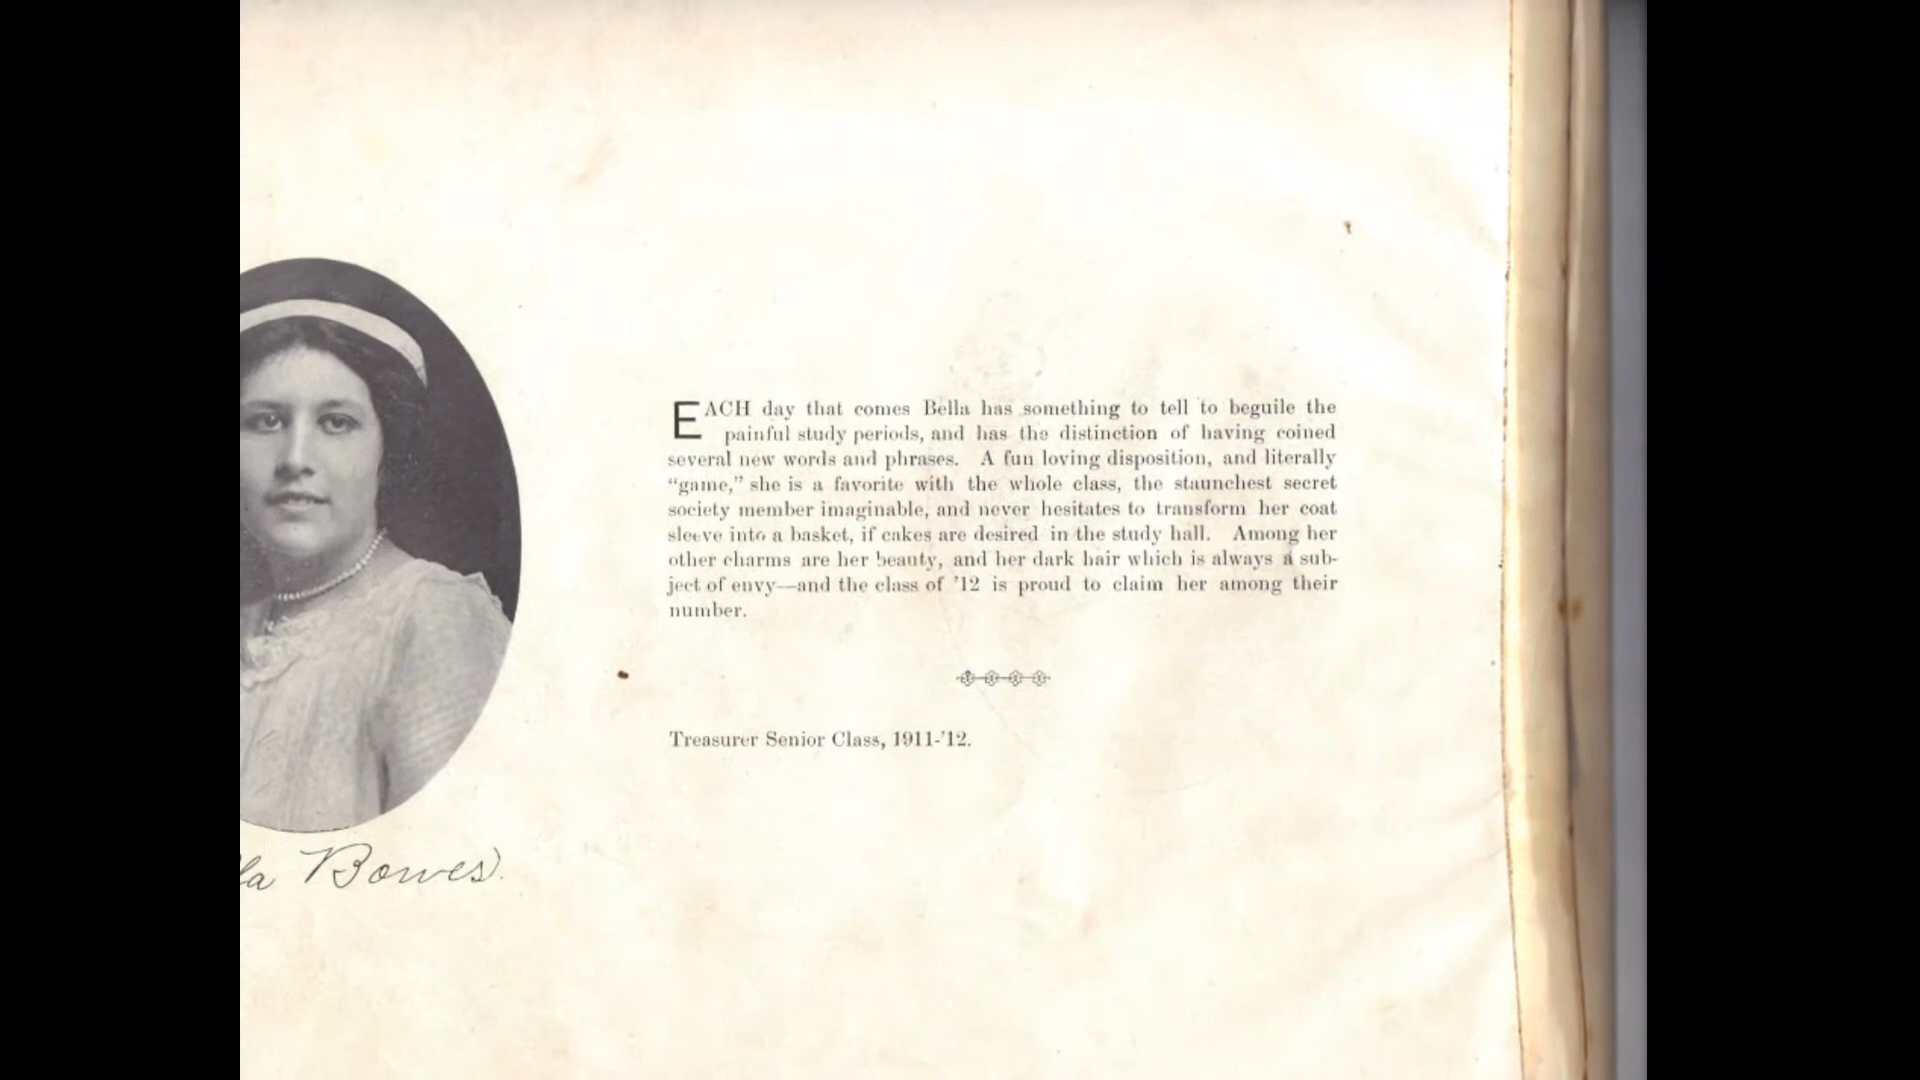 EACH day that comes Bella has something to tell to beguile the
painful study periods, and has the distinction of having coined
several new words and phrases. A fun loving disposition, and literally
“game,” she is a favorite with the whole class, the staunchest secret
society member imaginable, and never hesitates to transform her coat
sleeve into a basket, if cakes are desired in the study hall. Among her
other charms are her beauty, and her dark hair which is always a sub-
ject of envy—and the class of ’12 is proud to claim her among their
number.
Treasurer Senior Class, 1911-’12.
la Bowes.